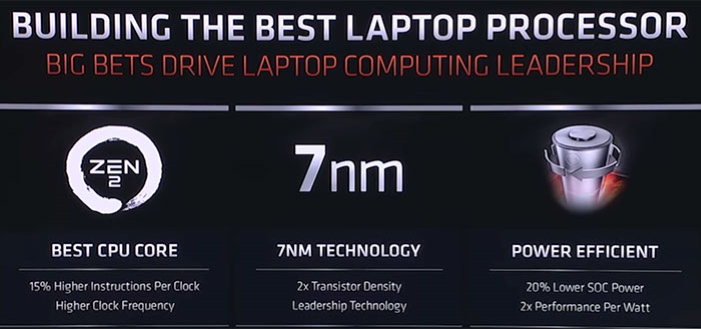 BUILDING THE BEST LAPTOP PROCESSOR
BIG BETS DRIVE LAPTOP COMPUTING LEADERSHIP
ZEN
2
7nm
BEST CPU CORE
15% Higher Instructions Per Clock
Higher Clock Frequency
7NM TECHNOLOGY
2x Transistor Density
Leadership Technology
POWER EFFICIENT
20% Lower SOC Power
2x Performance Per Watt